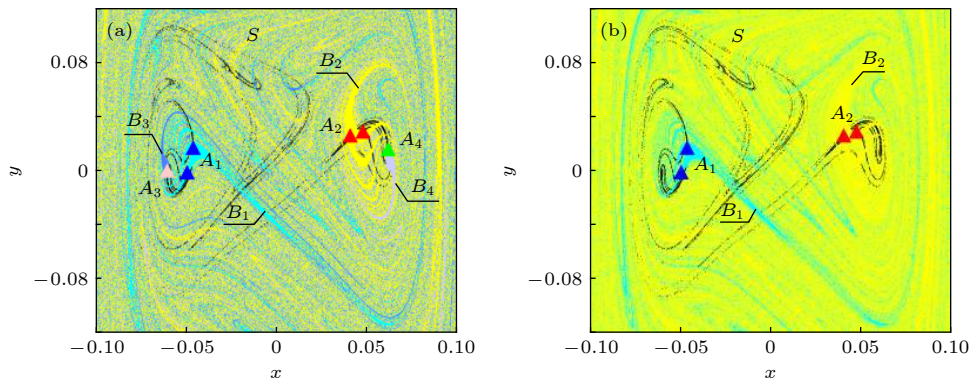 (a) S (b) S
0.08
B₂ B₂
B₃ A₂ A₂
A₄
A₁ A₁
y 0 y 0
A₃
B₄
B₁ B₁
−0.08 −0.08
−0.10 −0.05 0 0.05 0.10 −0.10 −0.05 0 0.05 0.10
x x